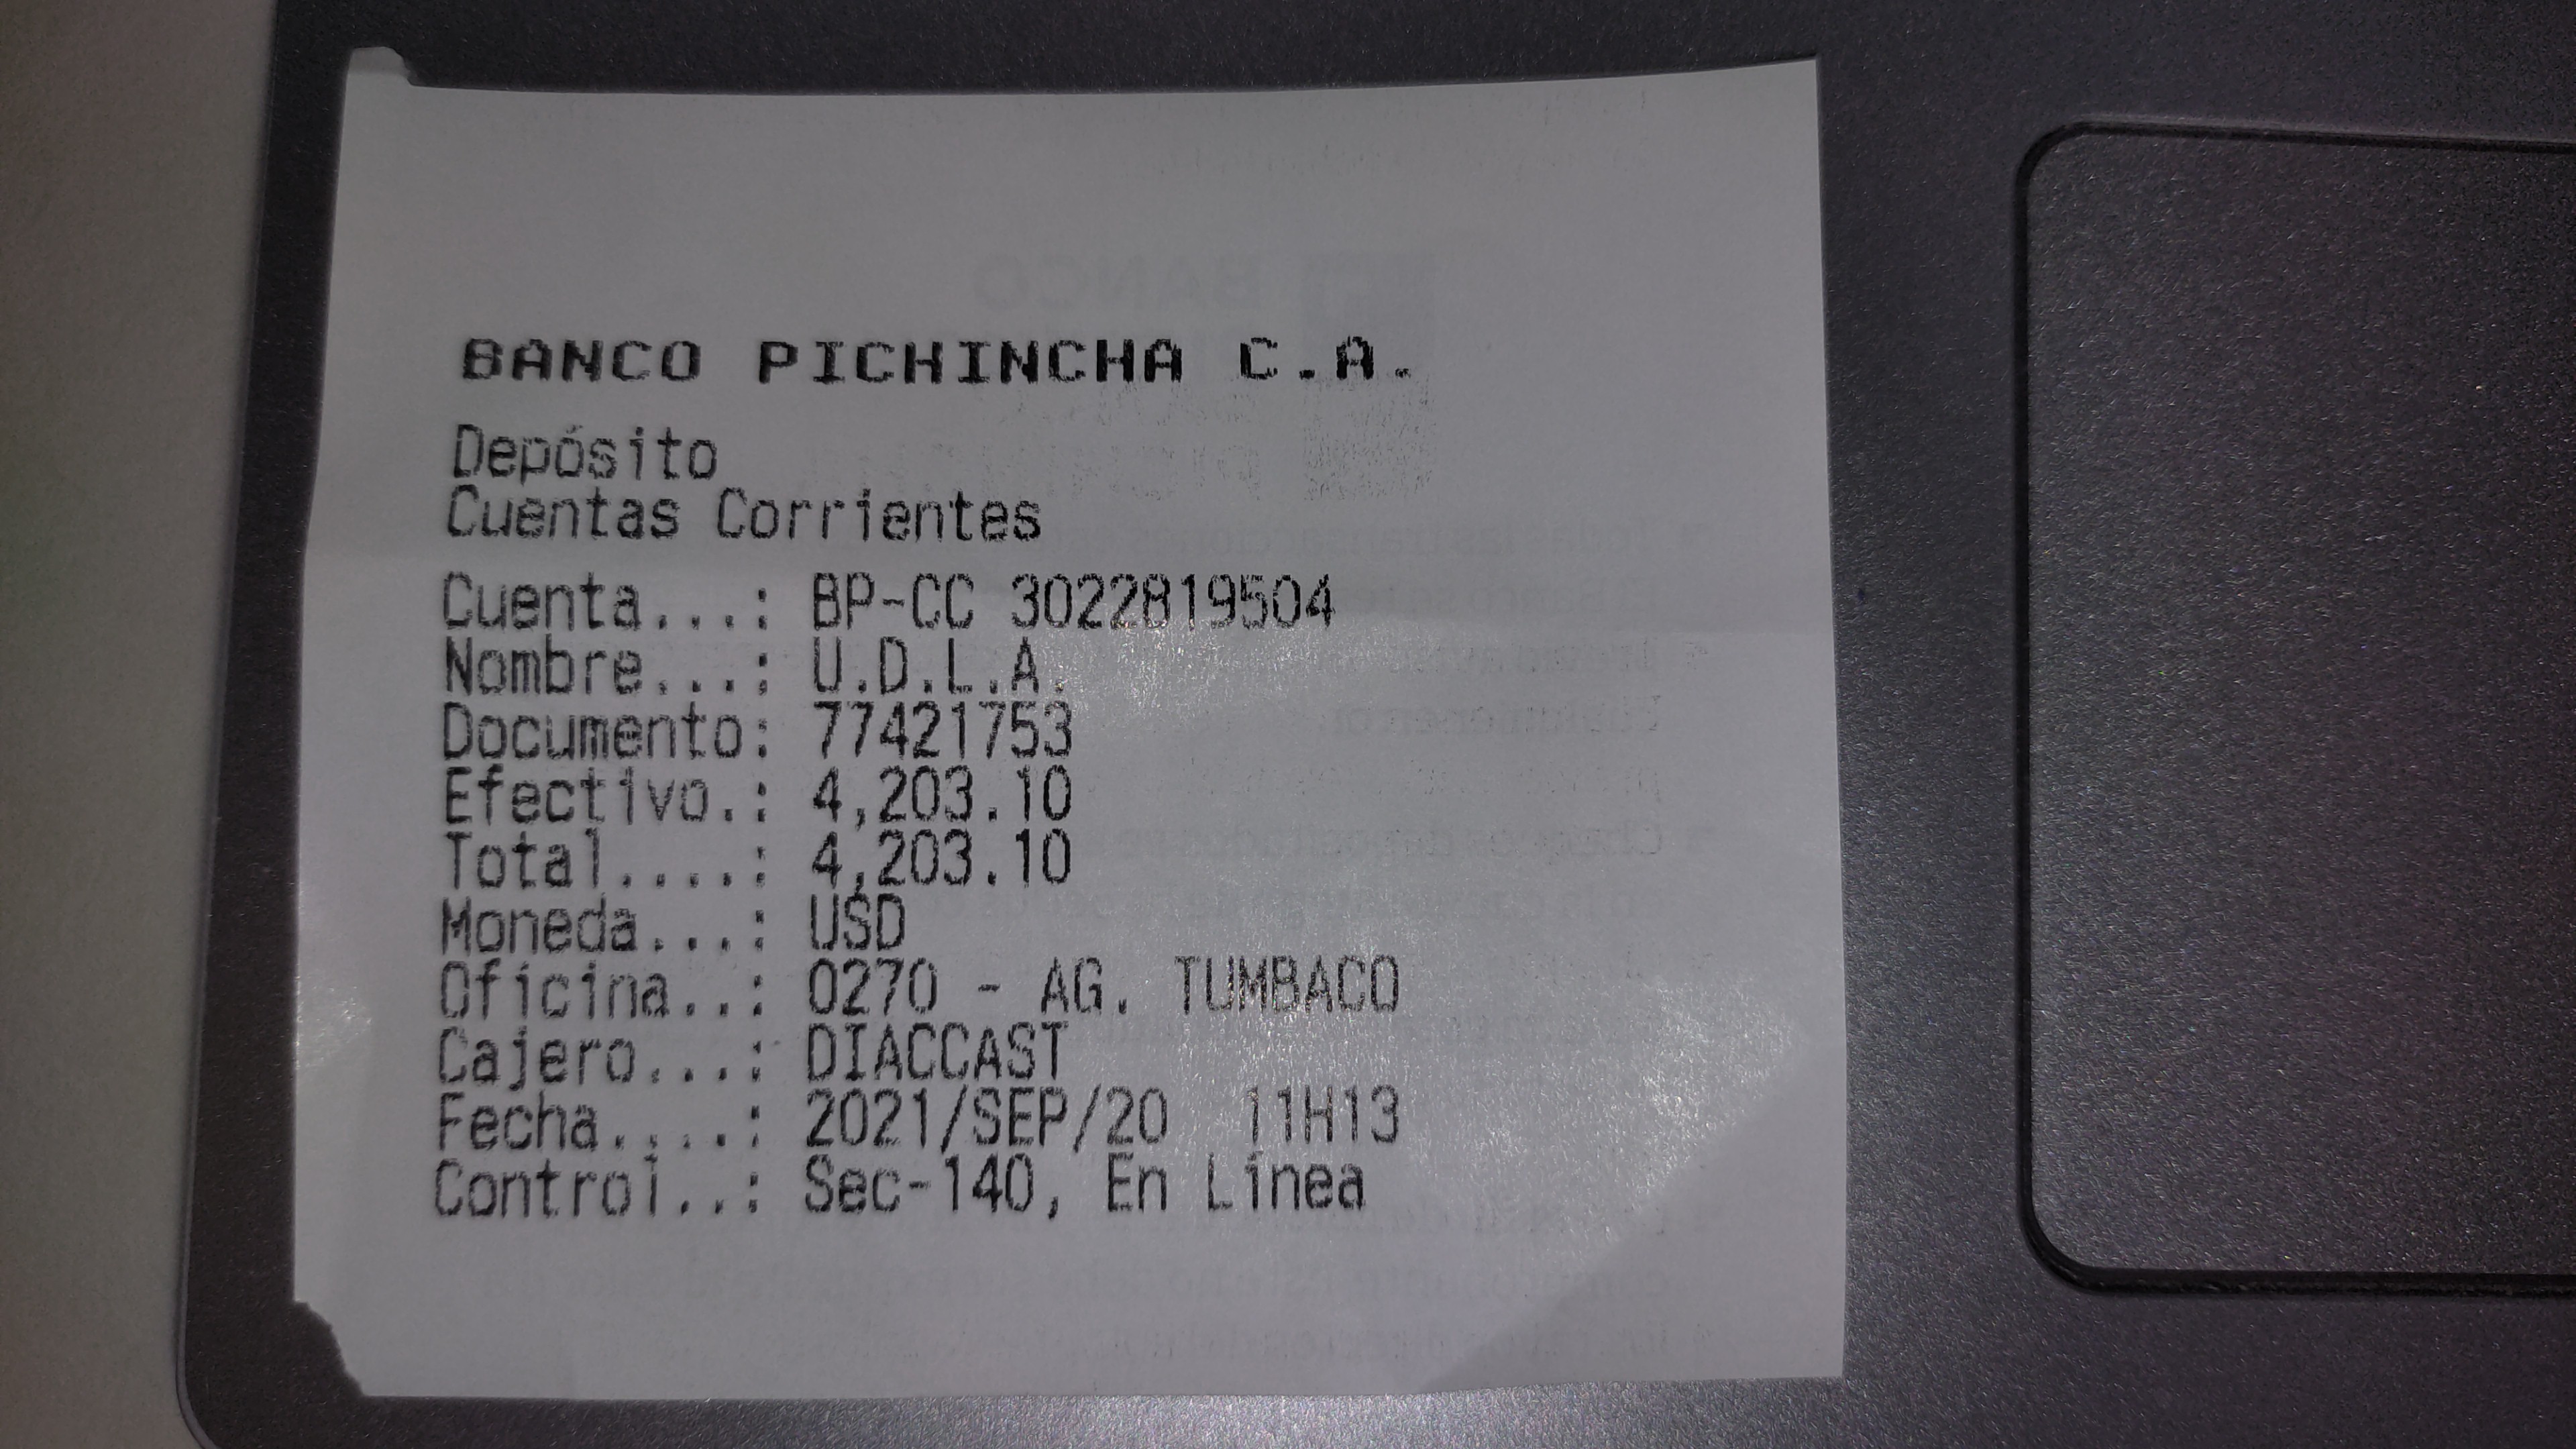 BANCO PICHINCHA C.A.
Depósito
Cuentas Corrientes
Cuenta...: BP-CC 3022819504
Nombre...: U.D.L.A.
Documento: 77421753
Efectivo.: 4,203.10
Total....: 4,203.10
Moneda...: USD
Oficina..: 0270 - AG. TUMBACO
Cajero...: DIACCAST
Fecha....: 2021/SEP/20 11H13
Control..: Sec-140, En Línea